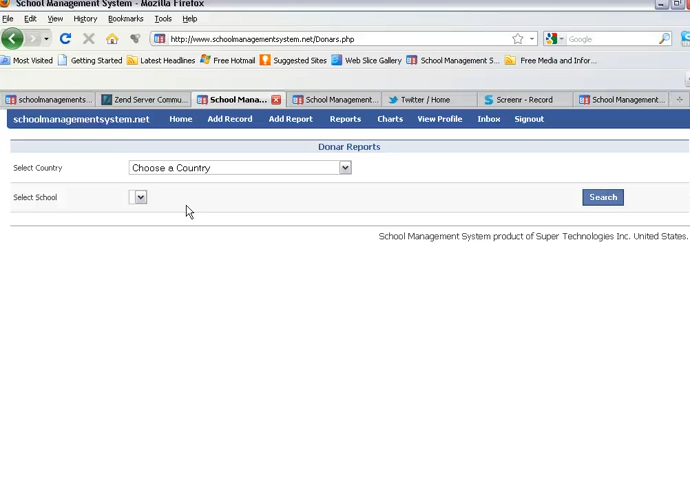 School Management System - Mozilla Firefox
File Edit View History Bookmarks Tools Help
http://www.schoolmanagementsystem.net/Donars.php Google
Most Visited Getting Started Latest Headlines Free Hotmail Suggested Sites Web Slice Gallery School Management S... Free Media and Infor...
schoolmanagements... Zend Server Commu... School Mana... School Management... Twitter / Home Screenr - Record School Management...
schoolmanagementsystem.net Home Add Record Add Report Reports Charts View Profile Inbox Signout
Donar Reports
Select Country Choose a Country
Select School Search
School Management System product of Super Technologies Inc. United States.